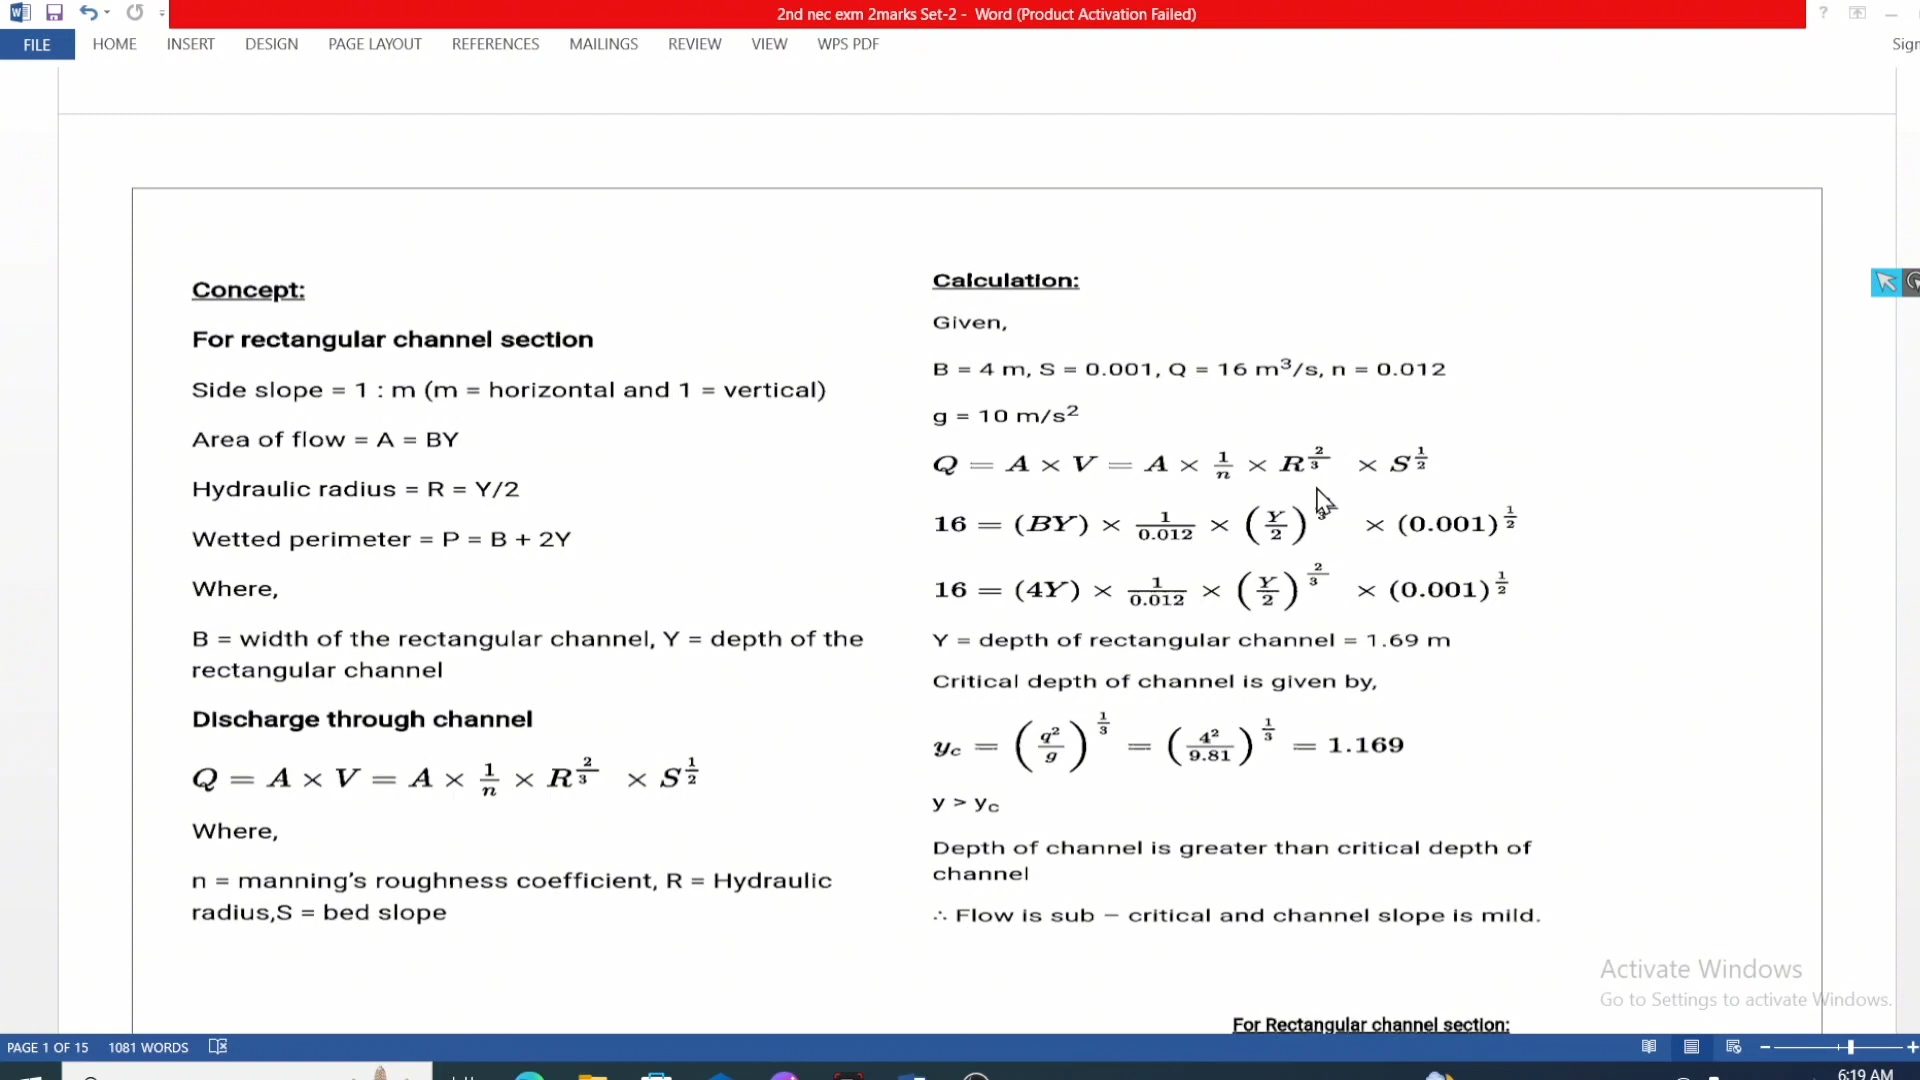 2nd nec exm 2marks Set-2 - Word (Product Activation Failed)
FILE HOME INSERT DESIGN PAGE LAYOUT REFERENCES MAILINGS REVIEW VIEW WPS PDF
Concept:
For rectangular channel section
Side slope = 1 : m (m = horizontal and 1 = vertical)
Area of flow = A = BY
Hydraulic radius = R = Y/2
Wetted perimeter = P = B + 2Y
Where,
B = width of the rectangular channel, Y = depth of the
rectangular channel
Discharge through channel
Q = A × V = A × 1/n × R^(2/3) × S^(1/2)
Where,
n = manning's roughness coefficient, R = Hydraulic
radius,S = bed slope
Calculation:
Given,
B = 4 m, S = 0.001, Q = 16 m³/s, n = 0.012
g = 10 m/s²
Q = A × V = A × 1/n × R^(2/3) × S^(1/2)
16 = (BY) × 1/0.012 × (Y/2)^(2/3) × (0.001)^(1/2)
16 = (4Y) × 1/0.012 × (Y/2)^(2/3) × (0.001)^(1/2)
Y = depth of rectangular channel = 1.69 m
Critical depth of channel is given by,
y_c = (q²/g)^(1/3) = (4²/9.81)^(1/3) = 1.169
y > y_c
Depth of channel is greater than critical depth of
channel
∴ Flow is sub – critical and channel slope is mild.
For Rectangular channel section:
Activate Windows
Go to Settings to activate Windows.
PAGE 1 OF 15 1081 WORDS
6:19 AM